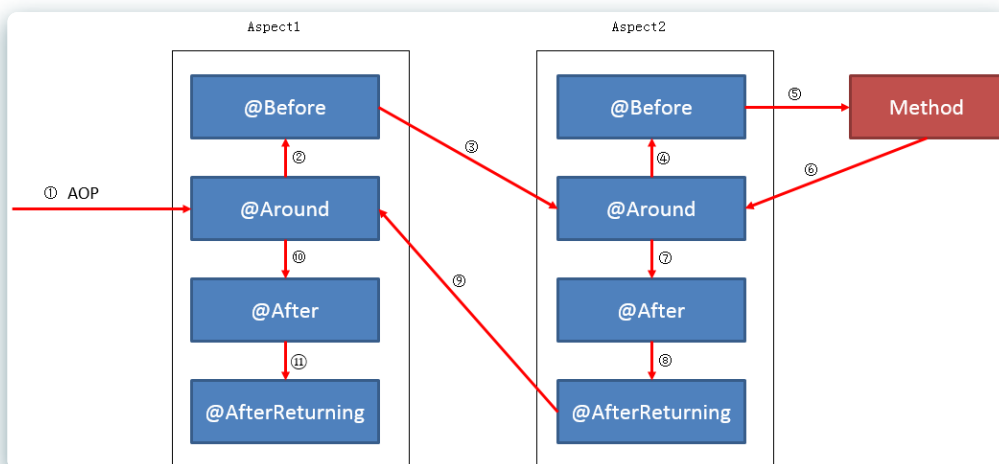 Aspect1
Aspect2
@Before
@Before
⑤
Method
③
②
④
⑥
① AOP
@Around
@Around
⑩
⑦
⑨
@After
@After
⑪
⑧
@AfterReturning
@AfterReturning